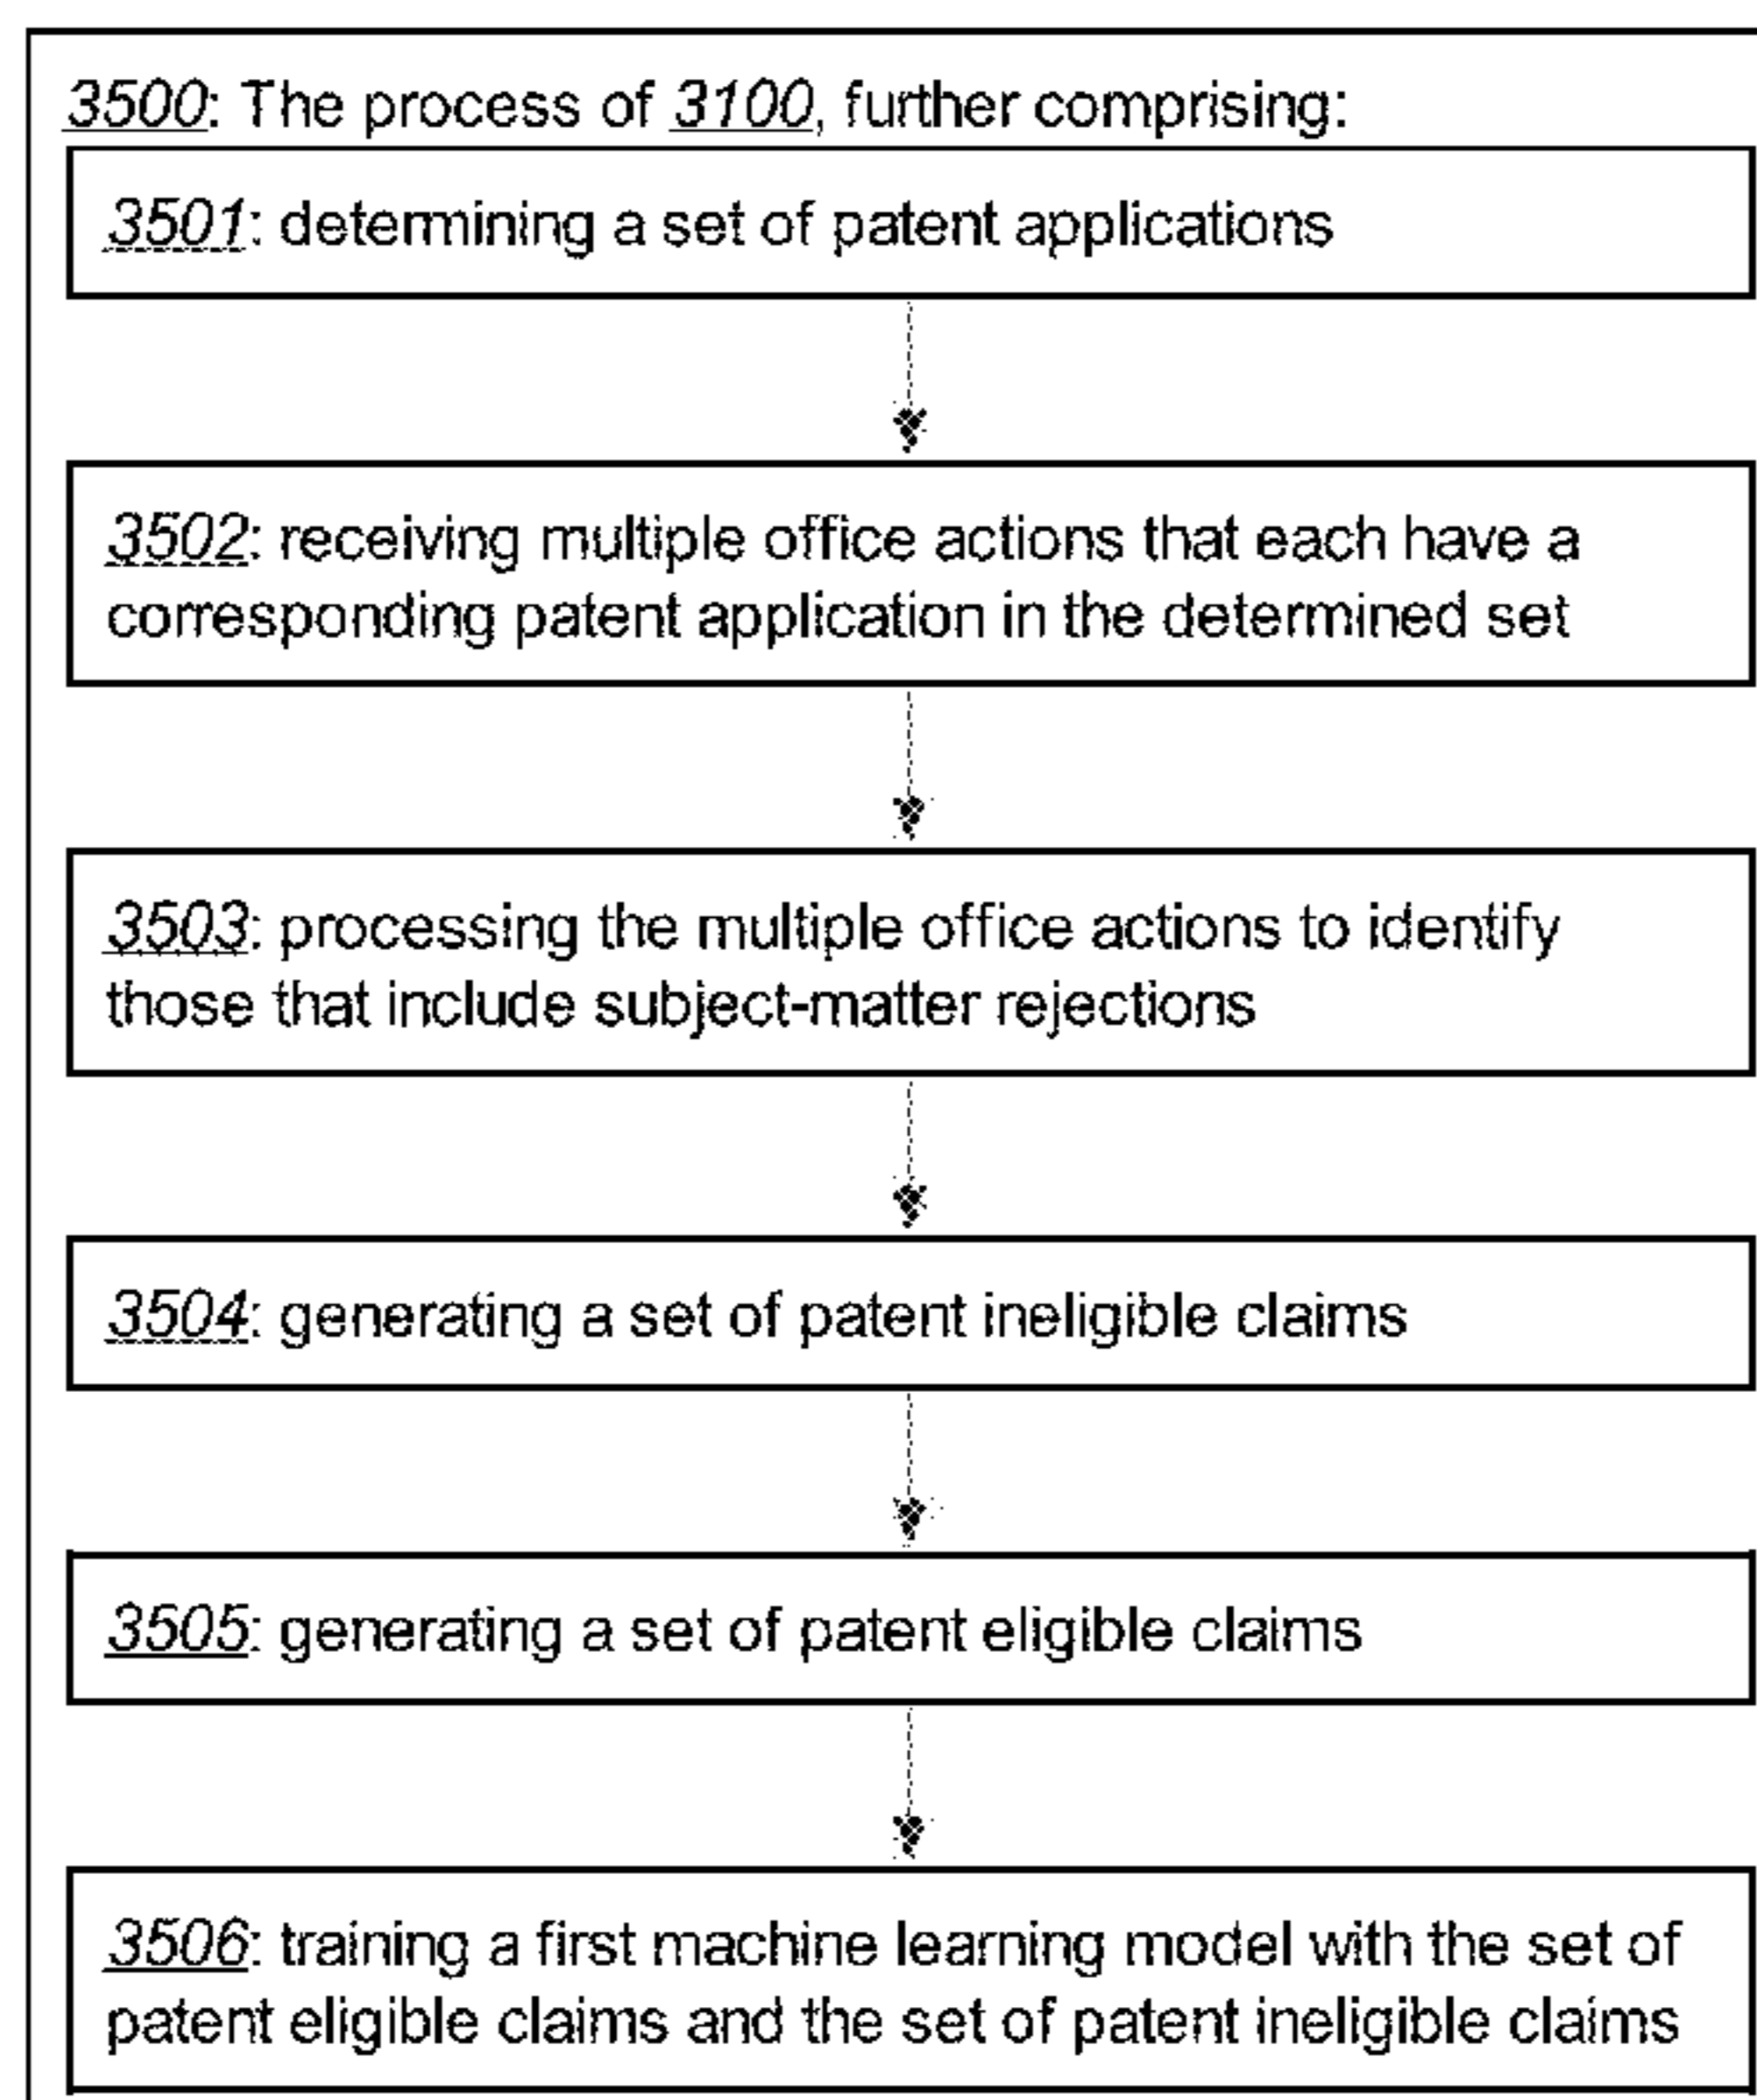 3500: The process of 3100, further comprising:
3501: determining a set of patent applications
3502: receiving multiple office actions that each have a
corresponding patent application in the determined set
3503: processing the multiple office actions to identify
those that include subject-matter rejections
3504: generating a set of patent ineligible claims
3505: generating a set of patent eligible claims
3506: training a first machine learning model with the set of
patent eligible claims and the set of patent ineligible claims